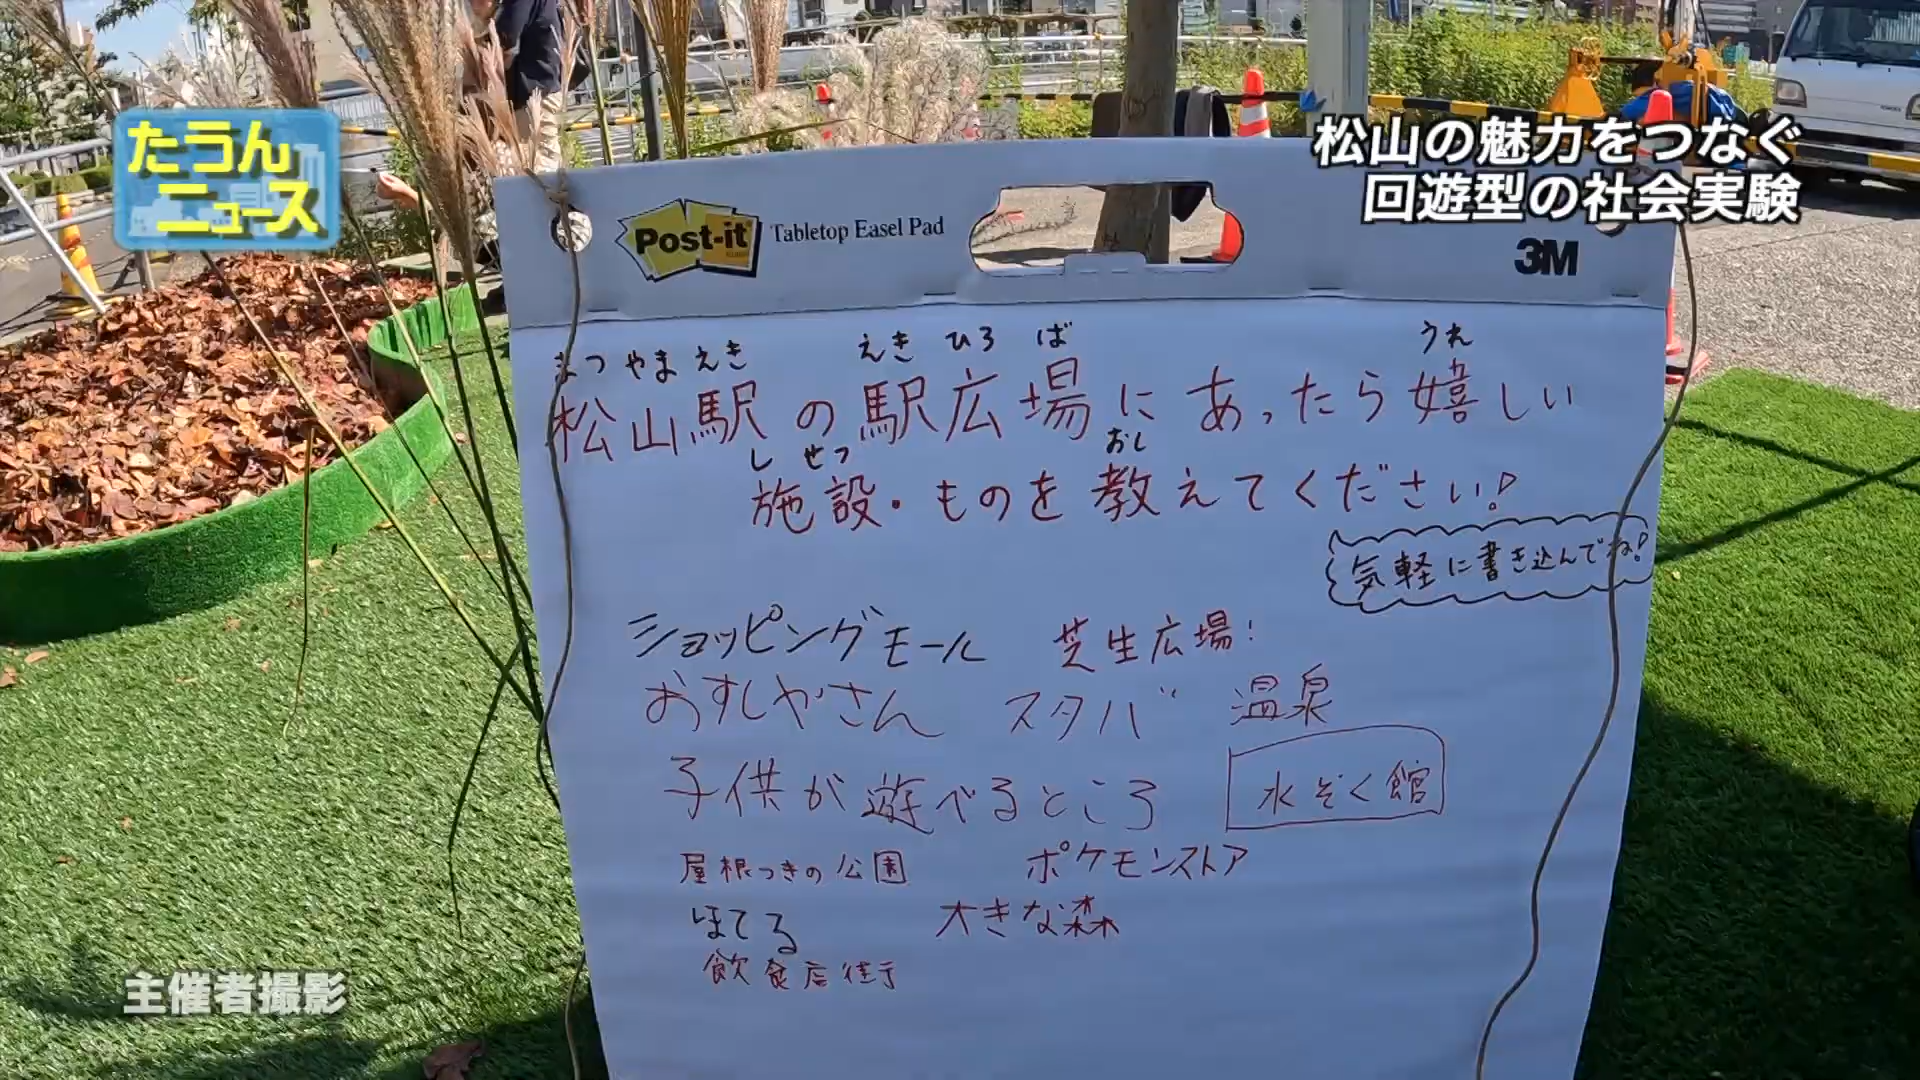 たうん
ニュース
松山の魅力をつなぐ
回遊型の社会実験
Post-it Tabletop Easel Pad
3M
まつやまえき えきひろば うれ
松山駅の駅広場にあったら嬉しい
しせつ おし
施設・ものを教えてください!
気軽に書き込んでね!
ショッピングモール 芝生広場!
おすしやさん スタバ 温泉
子供が遊べるところ 水ぞく館
屋根つきの公園 ポケモンストア
ほてる 大きな森
飲食店街
主催者撮影